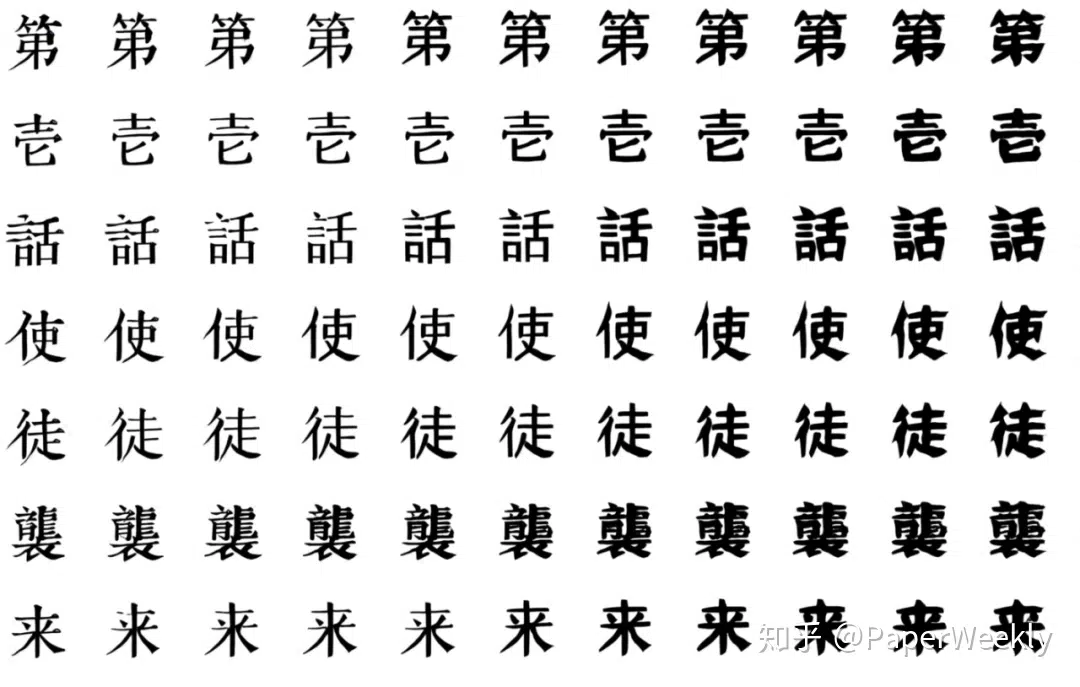 第 第 第 第 第 第 第 第 第 第 第
壱 壱 壱 壱 壱 壱 壱 壱 壱 壱 壱
話 話 話 話 話 話 話 話 話 話 話
使 使 使 使 使 使 使 使 使 使 使
徒 徒 徒 徒 徒 徒 徒 徒 徒 徒 徒
襲 襲 襲 襲 襲 襲 襲 襲 襲 襲 襲
来 来 来 来 来 来 来 来 来 来 来
知乎 @PaperWeekly